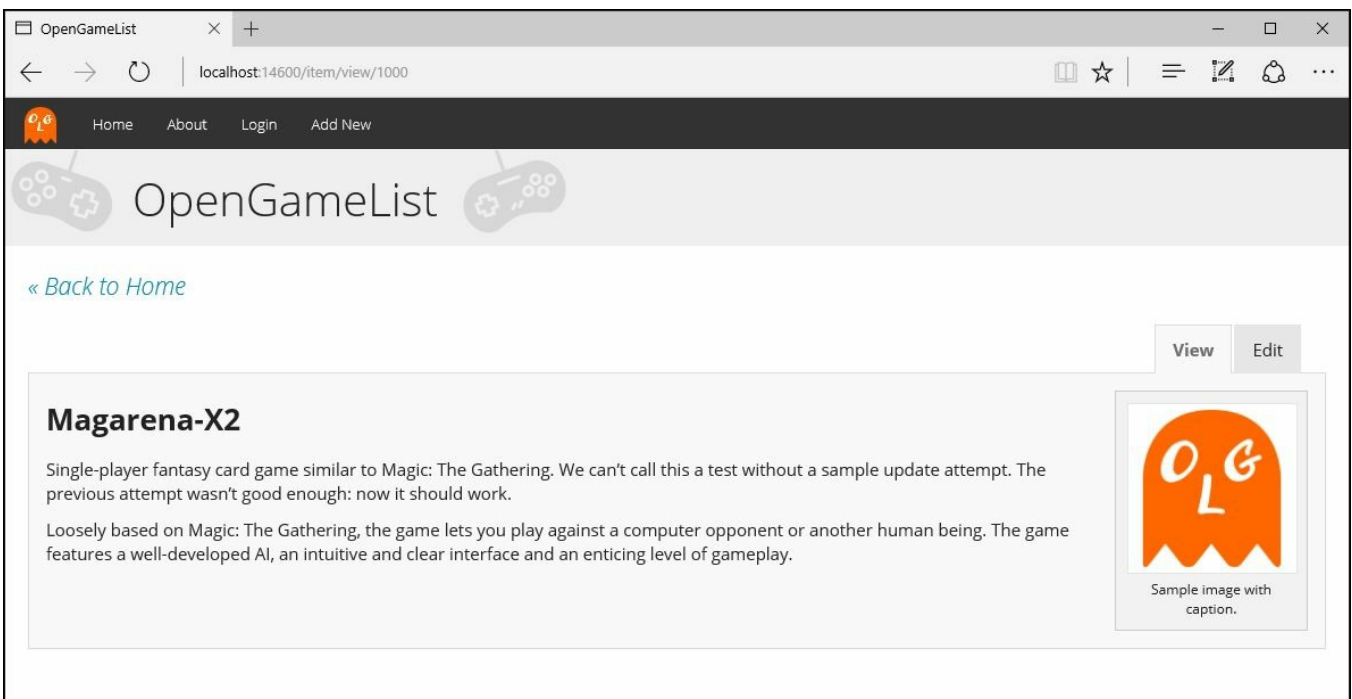 OpenGameList
localhost:14600/item/view/1000
OLG
Home About Login Add New
OpenGameList
« Back to Home
View Edit
Magarena-X2
Single-player fantasy card game similar to Magic: The Gathering. We can’t call this a test without a sample update attempt. The
previous attempt wasn’t good enough: now it should work.
Loosely based on Magic: The Gathering, the game lets you play against a computer opponent or another human being. The game
features a well-developed AI, an intuitive and clear interface and an enticing level of gameplay.
OLG
Sample image with
caption.